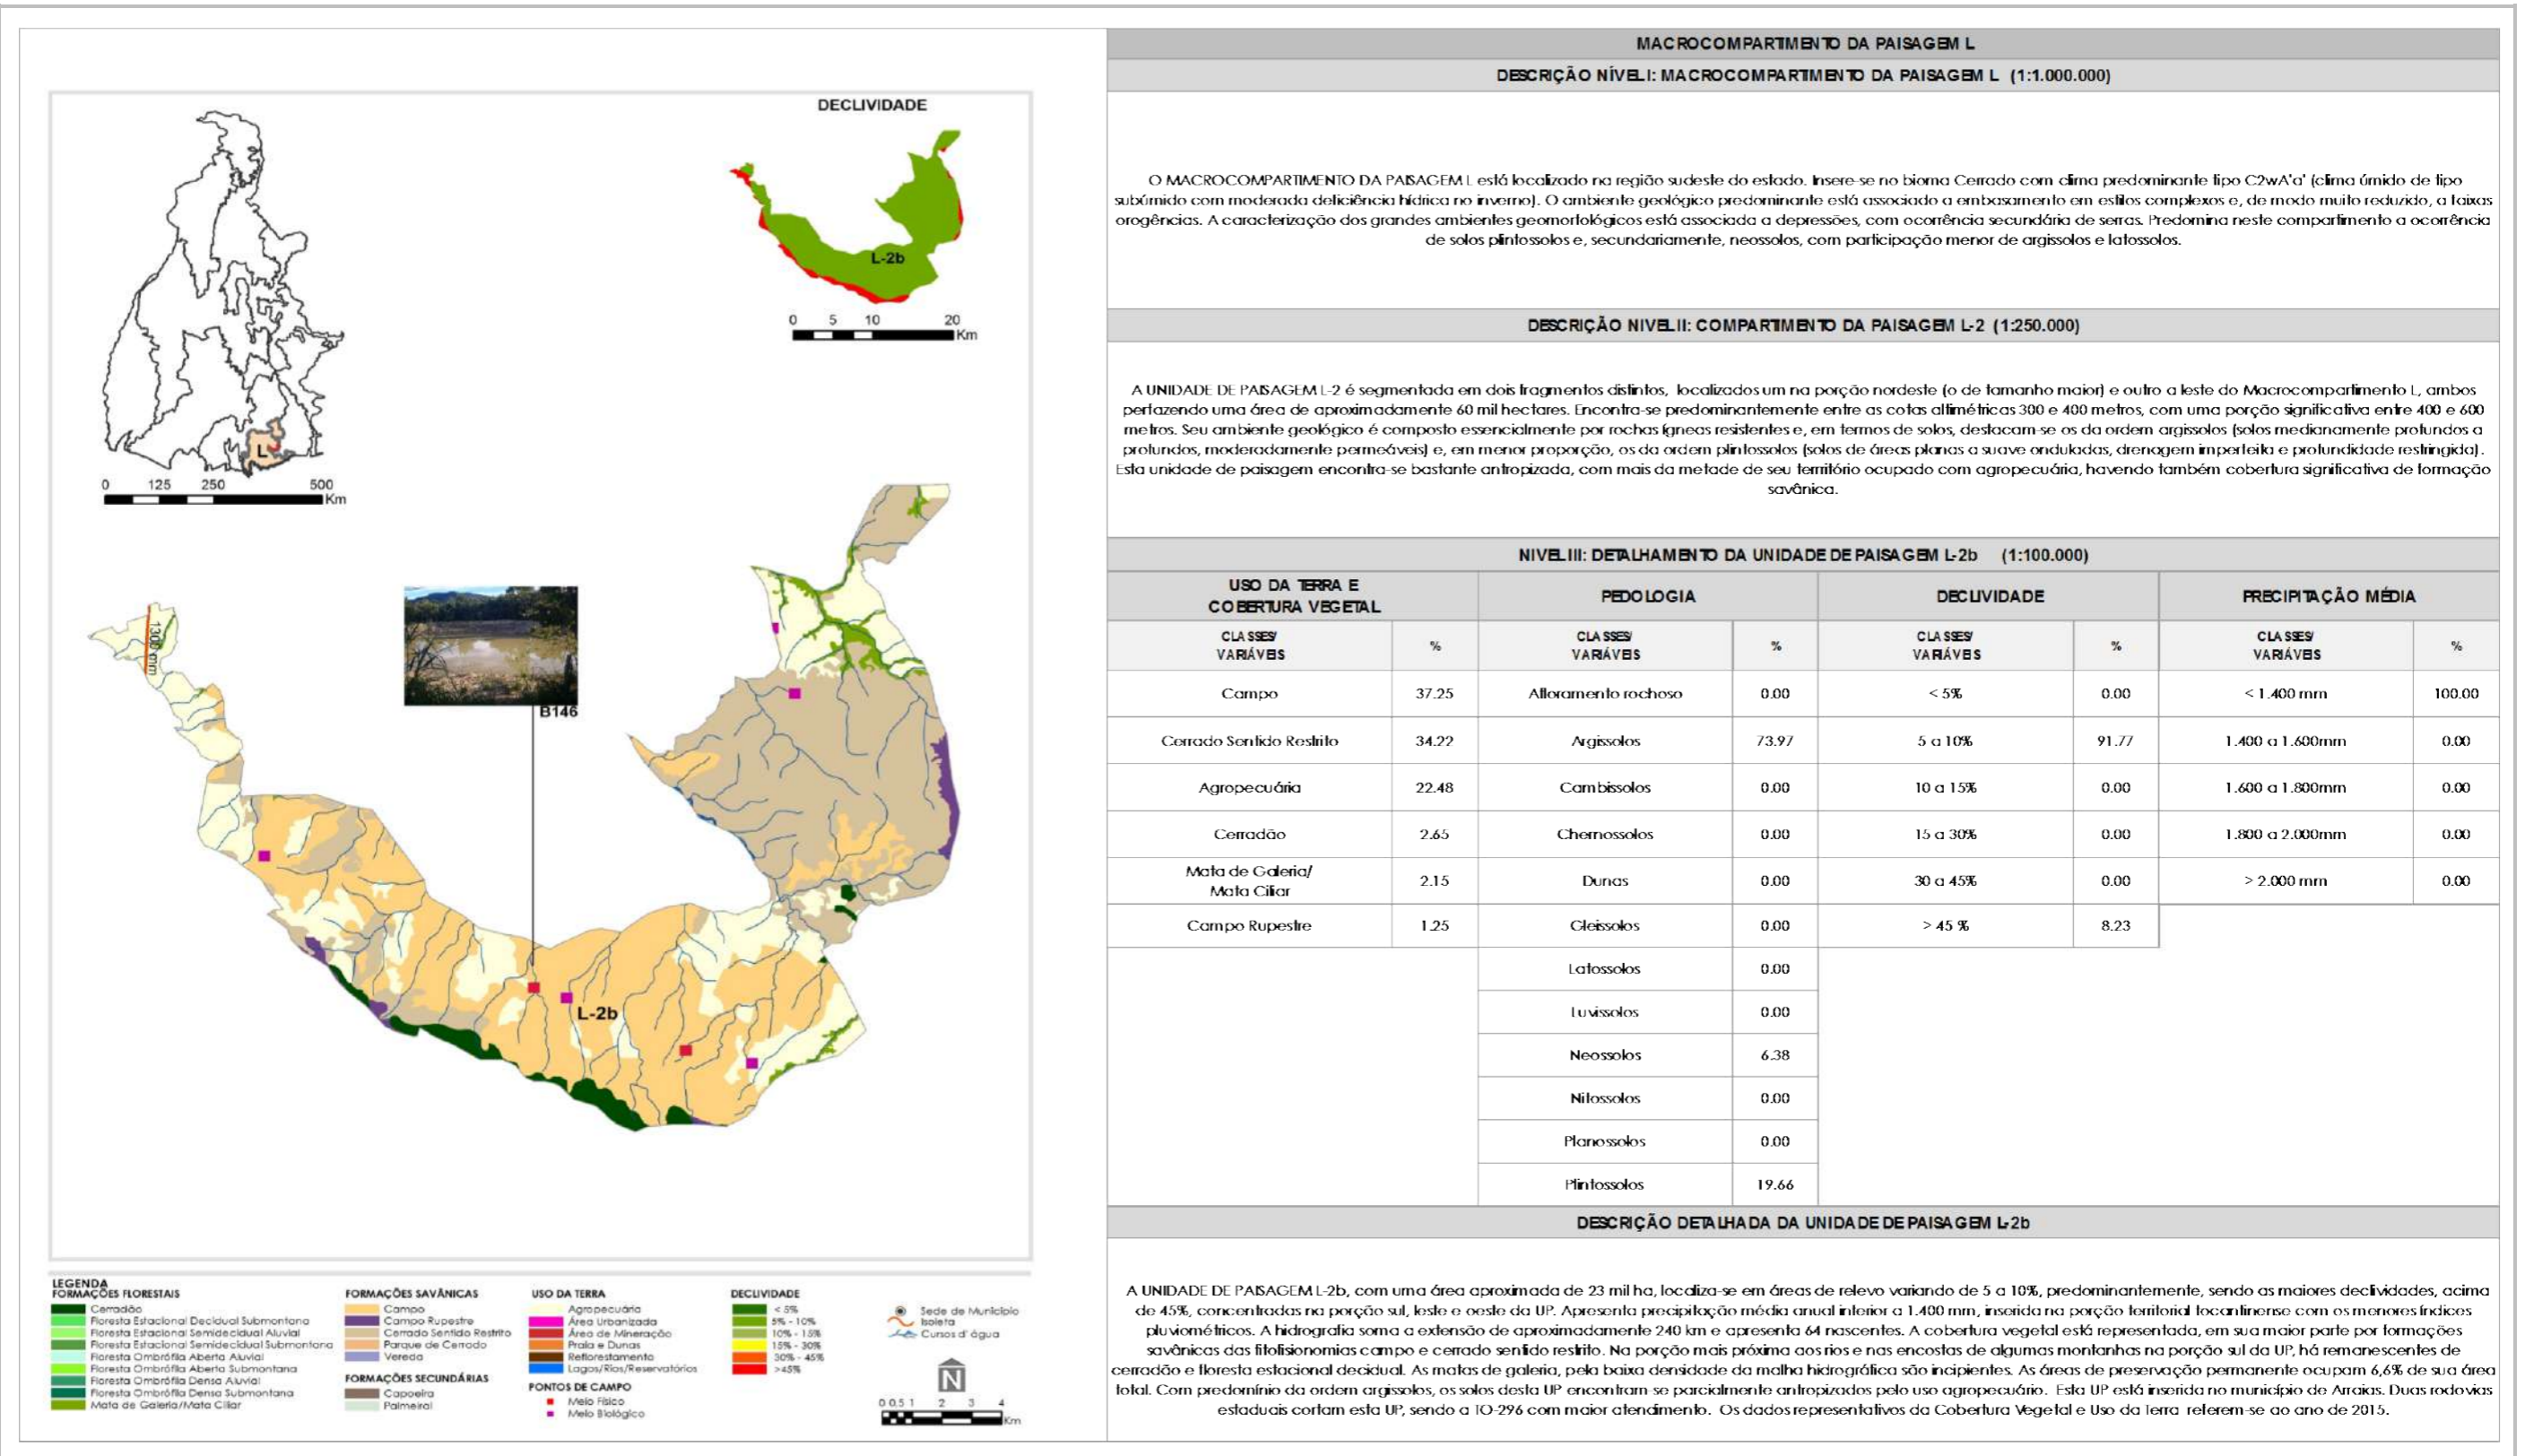 DECLIVIDADE
L-2b
0 5 10 20
Km
L
0 125 250 500
Km
1300 mm
B146
L-2b
LEGENDA
FORMAÇÕES FLORESTAIS
Cerradão
Floresta Estacional Decidual Submontana
Floresta Estacional Semidecidual Aluvial
Floresta Estacional Semidecidual Submontana
Floresta Ombrófila Aberta Aluvial
Floresta Ombrófila Aberta Submontana
Floresta Ombrófila Densa Aluvial
Floresta Ombrófila Densa Submontana
Mata de Galeria/Mata Ciliar
FORMAÇÕES SAVÂNICAS
Campo
Campo Rupestre
Cerrado Sentido Restrito
Parque de Cerrado
Vereda
FORMAÇÕES SECUNDÁRIAS
Capoeira
Palmeiral
USO DA TERRA
Agropecuária
Área Urbanizada
Área de Mineração
Praia e Dunas
Reflorestamento
Lagos/Rios/Reservatórios
PONTOS DE CAMPO
Meio Físico
Meio Biológico
DECLIVIDADE
< 5%
5% - 10%
10% - 15%
15% - 30%
30% - 45%
>45%
Sede de Município
Isoieta
Cursos d' água
N
0 0.5 1 2 3 4
Km
MACROCOMPARTIMENTO DA PAISAGEM L
DESCRIÇÃO NÍVEL I: MACROCOMPARTIMENTO DA PAISAGEM L (1:1.000.000)
O MACROCOMPARTIMENTO DA PAISAGEM L está localizado na região sudeste do estado. Insere-se no bioma Cerrado com clima predominante tipo C2wA'a' (clima úmido de tipo
subúmido com moderada deficiência hídrica no inverno). O ambiente geológico predominante está associado a embasamento em estilos complexos e, de modo muito reduzido, a faixas
orogências. A caracterização dos grandes ambientes geomorfológicos está associada a depressões, com ocorrência secundária de serras. Predomina neste compartimento a ocorrência
de solos plintossolos e, secundariamente, neossolos, com participação menor de argissolos e latossolos.
DESCRIÇÃO NIVEL II: COMPARTIMENTO DA PAISAGEM L-2 (1:250.000)
A UNIDADE DE PAISAGEM L-2 é segmentada em dois fragmentos distintos, localizados um na porção nordeste (o de tamanho maior) e outro a leste do Macrocompartimento L, ambos
perfazendo uma área de aproximadamente 60 mil hectares. Encontra-se predominantemente entre as cotas altimétricas 300 e 400 metros, com uma porção significativa entre 400 e 600
metros. Seu ambiente geológico é composto essencialmente por rochas ígneas resistentes e, em termos de solos, destacam-se os da ordem argissolos (solos medianamente profundos a
profundos, moderadamente permeáveis) e, em menor proporção, os da ordem plintossolos (solos de áreas planas a suave onduladas, drenagem imperfeita e profundidade restringida).
Esta unidade de paisagem encontra-se bastante antropizada, com mais da metade de seu território ocupado com agropecuária, havendo também cobertura significativa de formação
savânica.
NIVEL III: DETALHAMENTO DA UNIDADE DE PAISAGEM L-2b (1:100.000)
USO DA TERRA E COBERTURA VEGETAL PEDOLOGIA DECLIVIDADE PRECIPITAÇÃO MÉDIA
CLASSES/ VARIÁVEIS % CLASSES/ VARIÁVEIS % CLASSES/ VARIÁVEIS % CLASSES/ VARIÁVEIS %
Campo 37.25 Afloramento rochoso 0.00 < 5% 0.00 < 1.400 mm 100.00
Cerrado Sentido Restrito 34.22 Argissolos 73.97 5 a 10% 91.77 1.400 a 1.600mm 0.00
Agropecuária 22.48 Cambissolos 0.00 10 a 15% 0.00 1.600 a 1.800mm 0.00
Cerradão 2.65 Chernossolos 0.00 15 a 30% 0.00 1.800 a 2.000mm 0.00
Mata de Galeria/ Mata Ciliar 2.15 Dunas 0.00 30 a 45% 0.00 > 2.000 mm 0.00
Campo Rupestre 1.25 Gleissolos 0.00 > 45 % 8.23
Latossolos 0.00
Luvissolos 0.00
Neossolos 6.38
Nitossolos 0.00
Planossolos 0.00
Plintossolos 19.66
DESCRIÇÃO DETALHADA DA UNIDADE DE PAISAGEM L-2b
A UNIDADE DE PAISAGEM L-2b, com uma área aproximada de 23 mil ha, localiza-se em áreas de relevo variando de 5 a 10%, predominantemente, sendo as maiores declividades, acima
de 45%, concentradas na porção sul, leste e oeste da UP. Apresenta precipitação média anual inferior a 1.400 mm, inserida na porção territorial tocantinense com os menores índices
pluviométricos. A hidrografia soma a extensão de aproximadamente 240 km e apresenta 64 nascentes. A cobertura vegetal está representada, em sua maior parte por formações
savânicas das fitofisionomias campo e cerrado sentido restrito. Na porção mais próxima aos rios e nas encostas de algumas montanhas na porção sul da UP, há remanescentes de
cerradão e floresta estacional decidual. As matas de galeria, pela baixa densidade da malha hidrográfica são incipientes. As áreas de preservação permanente ocupam 6,6% de sua área
total. Com predomínio da ordem argissolos, os solos desta UP encontram-se parcialmente antropizados pelo uso agropecuário. Esta UP está inserida no município de Arraias. Duas rodovias
estaduais cortam esta UP, sendo a TO-296 com maior atendimento. Os dados representativos da Cobertura Vegetal e Uso da Terra referem-se ao ano de 2015.